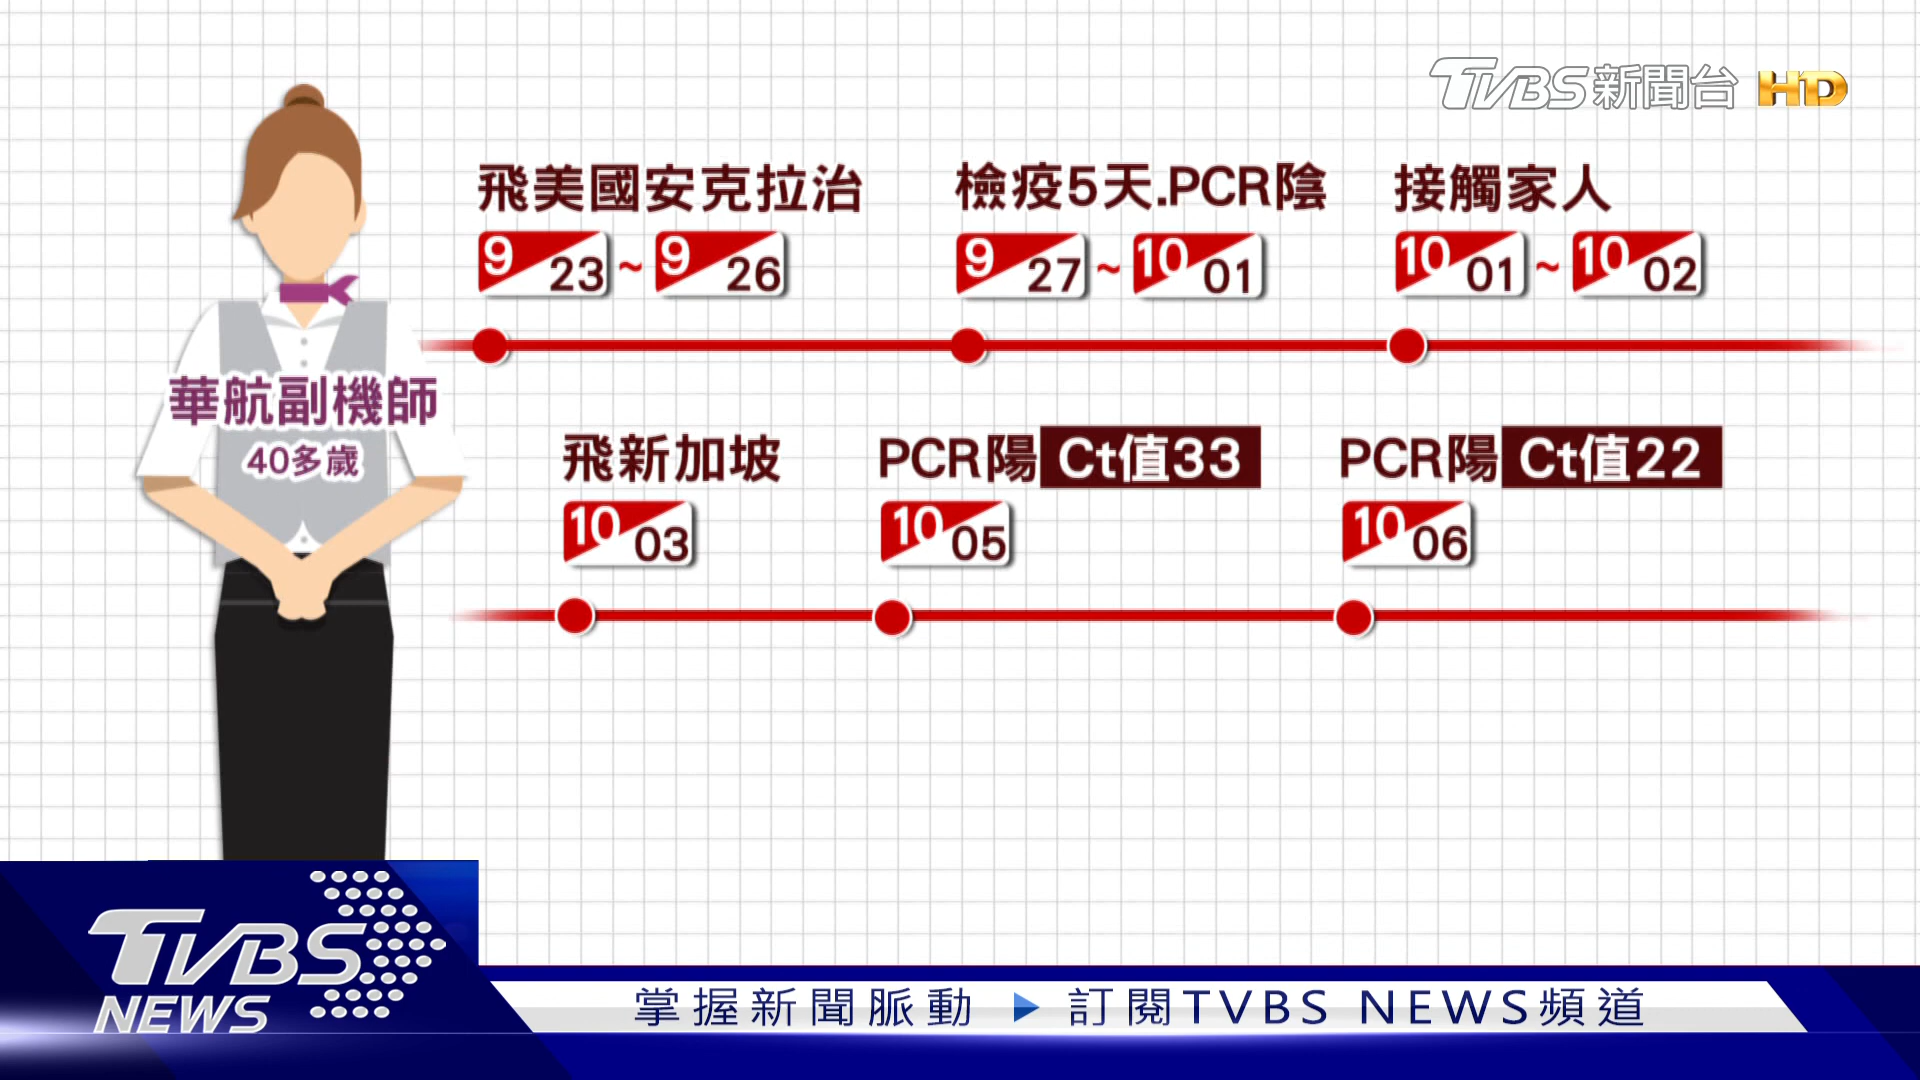 TVBS新聞台 HD
飛美國安克拉治
9/23 ~ 9/26
檢疫5天.PCR陰
9/27 ~ 10/01
接觸家人
10/01 ~ 10/02
華航副機師
40多歲
飛新加坡
10/03
PCR陽 Ct值33
10/05
PCR陽 Ct值22
10/06
TVBS
NEWS
掌握新聞脈動 ▶ 訂閱TVBS NEWS頻道